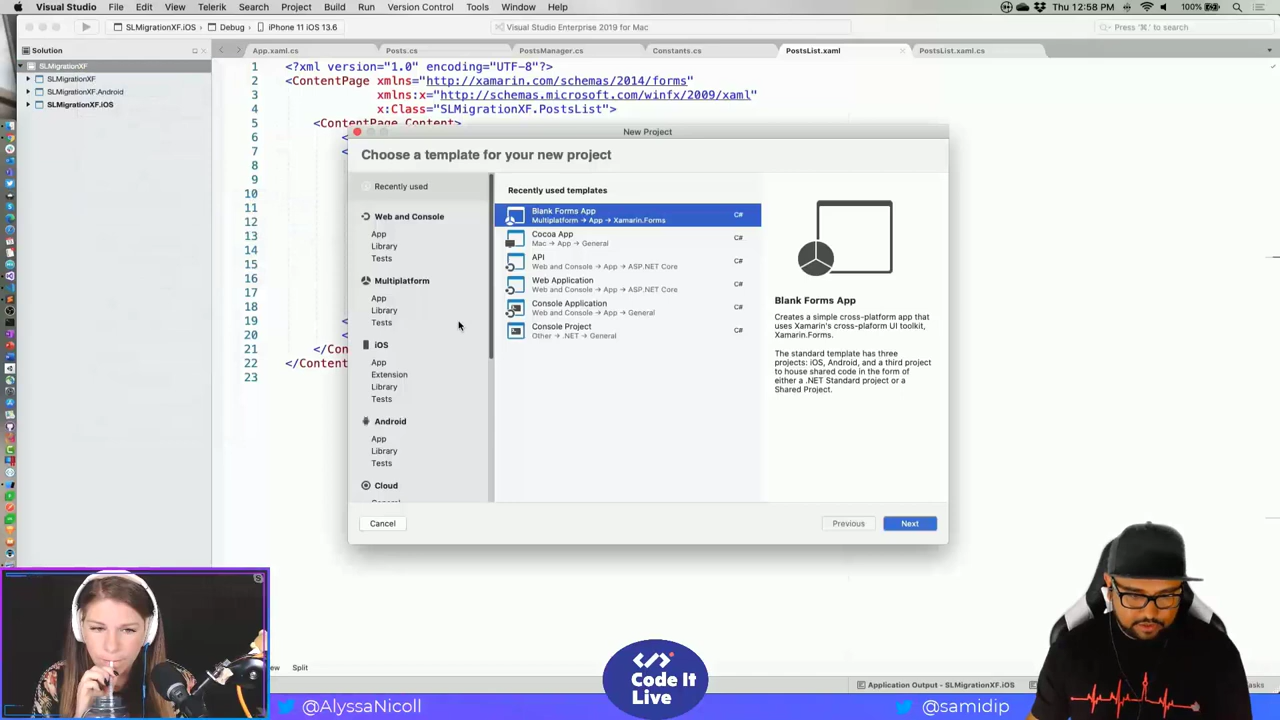 Visual Studio File Edit View Telerik Search Project Build Run Version Control Tools Window Help 100% Thu 12:58 PM
SLMigrationXF.iOS Debug iPhone 11 iOS 13.6 Visual Studio Enterprise 2019 for Mac Press '⌘.' to search
Solution
App.xaml.cs Posts.cs PostsManager.cs Constants.cs PostsList.xaml PostsList.xaml.cs
SLMigrationXF
SLMigrationXF
SLMigrationXF.Android
SLMigrationXF.iOS
1 <?xml version="1.0" encoding="UTF-8"?>
2 <ContentPage xmlns="http://xamarin.com/schemas/2014/forms"
3 xmlns:x="http://schemas.microsoft.com/winfx/2009/xaml"
4 x:Class="SLMigrationXF.PostsList">
5 <ContentPage.Content>
6 <
7 <
8
9
10
11
12
13
14
15
16
17
18
19 <
20 <
21 </Con
22 </Content
23
New Project
Choose a template for your new project
Recently used
Web and Console
App
Library
Tests
Multiplatform
App
Library
Tests
iOS
App
Extension
Library
Tests
Android
App
Library
Tests
Cloud
Recently used templates
Blank Forms App C#
Multiplatform → App → Xamarin.Forms
Cocoa App C#
Mac → App → General
API C#
Web and Console → App → ASP.NET Core
Web Application C#
Web and Console → App → ASP.NET Core
Console Application C#
Web and Console → App → General
Console Project C#
Other → .NET → General
Blank Forms App
Creates a simple cross-platform app that
uses Xamarin's cross-plaform UI toolkit,
Xamarin.Forms.
The standard template has three
projects: iOS, Android, and a third project
to house shared code in the form of
either a .NET Standard project or a
Shared Project.
Cancel Previous Next
Split
Application Output - SLMigrationXF.iOS
Code It
Live
@AlyssaNicoll
@samidip